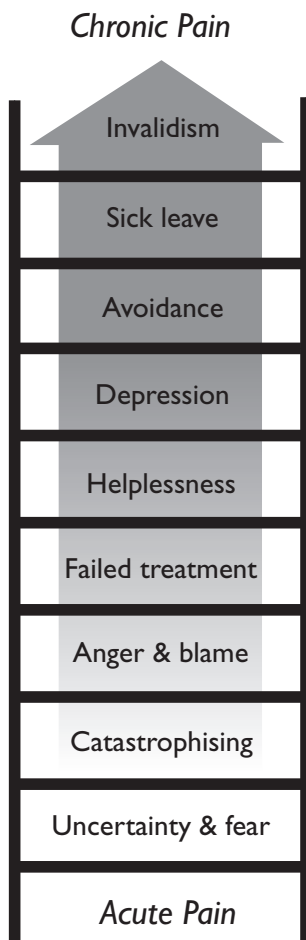 Chronic Pain
Invalidism
Sick leave
Avoidance
Depression
Helplessness
Failed treatment
Anger & blame
Catastrophising
Uncertainty & fear
Acute Pain